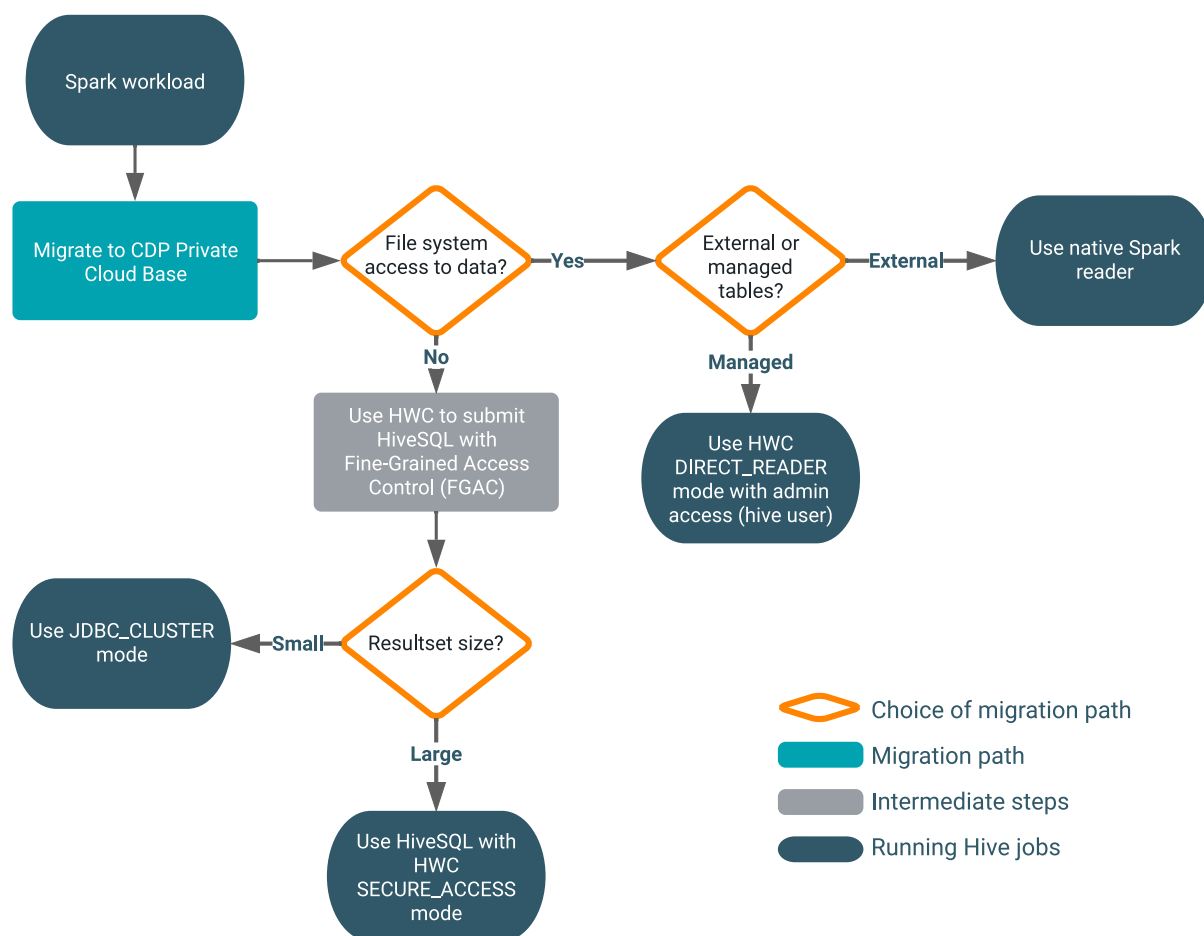 Spark workload
Migrate to CDP Private
Cloud Base
File system
access to data?
Yes
External or
managed
tables?
External
Use native Spark
reader
No
Managed
Use HWC to submit
HiveSQL with
Fine-Grained Access
Control (FGAC)
Use HWC
DIRECT_READER
mode with admin
access (hive user)
Use JDBC_CLUSTER
mode
Small
Resultset size?
Large
Use HiveSQL with
HWC
SECURE_ACCESS
mode
Choice of migration path
Migration path
Intermediate steps
Running Hive jobs